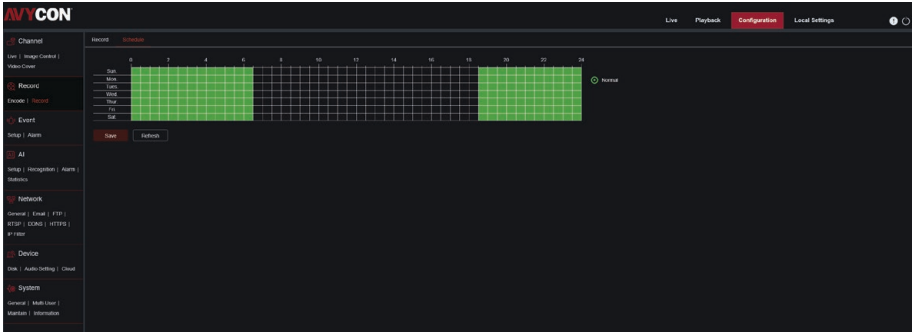 AVYCON
Live Playback Configuration Local Settings
Channel
Live | Image Control |
Video Cover
Record
Encode | Record
Event
Setup | Alarm
AI
Setup | Recognition | Alarm |
Statistics
Network
General | Email | FTP |
RTSP | DDNS | HTTPS |
IP Filter
Device
Disk | Audio Setting | Cloud
System
General | Multi User |
Maintain | Information
Record Schedule
0 2 4 6 8 10 12 14 16 18 20 22 24
Sun.
Mon.
Tues.
Wed.
Thur.
Fri.
Sat.
Normal
Save Refresh